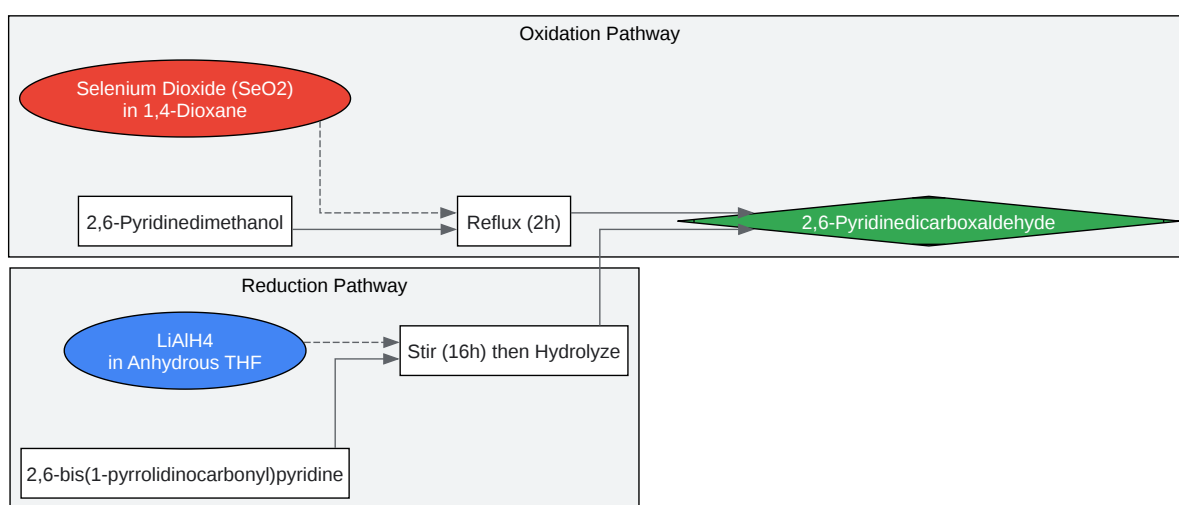 Oxidation Pathway
Selenium Dioxide (SeO2)
in 1,4-Dioxane
2,6-Pyridinedimethanol
Reflux (2h)
2,6-Pyridinedicarboxaldehyde
Reduction Pathway
LiAlH4
in Anhydrous THF
Stir (16h) then Hydrolyze
2,6-bis(1-pyrrolidinocarbonyl)pyridine